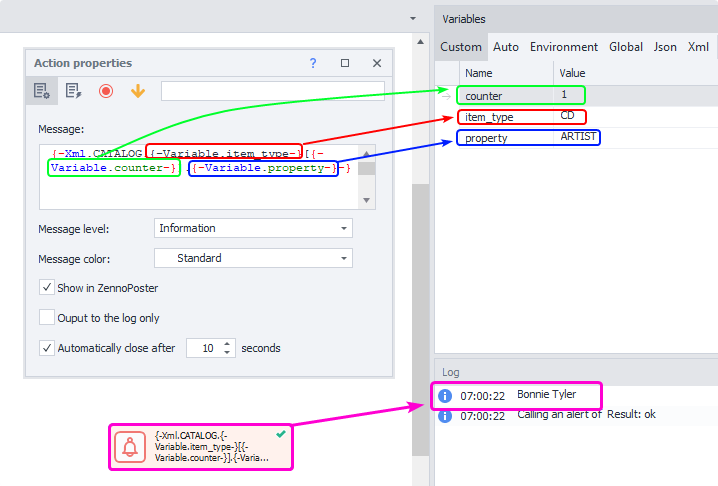 Action properties
?
Message:
{-Xml.CATALOG.{-Variable.item_type-}[{-
Variable.counter-}].{-Variable.property-}-}
Message level:
Information
Message color:
Standard
Show in ZennoPoster
Ouput to the log only
Automatically close after
10
seconds
{-Xml.CATALOG.{-
Variable.item_type-}[{-
Variable.counter-}].{-Varia...
Variables
Custom Auto Environment Global Json Xml
Name Value
counter 1
item_type CD
property ARTIST
Log
07:00:22 Bonnie Tyler
07:00:22 Calling an alert of Result: ok